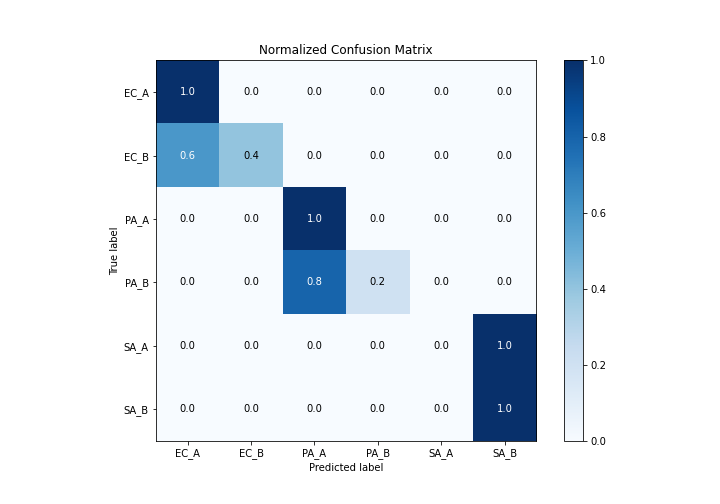 Normalized Confusion Matrix
EC_A 1.0 0.0 0.0 0.0 0.0 0.0
EC_B 0.6 0.4 0.0 0.0 0.0 0.0
PA_A 0.0 0.0 1.0 0.0 0.0 0.0
PA_B 0.0 0.0 0.8 0.2 0.0 0.0
SA_A 0.0 0.0 0.0 0.0 0.0 1.0
SA_B 0.0 0.0 0.0 0.0 0.0 1.0
EC_A EC_B PA_A PA_B SA_A SA_B
Predicted label
True label
1.0
0.8
0.6
0.4
0.2
0.0